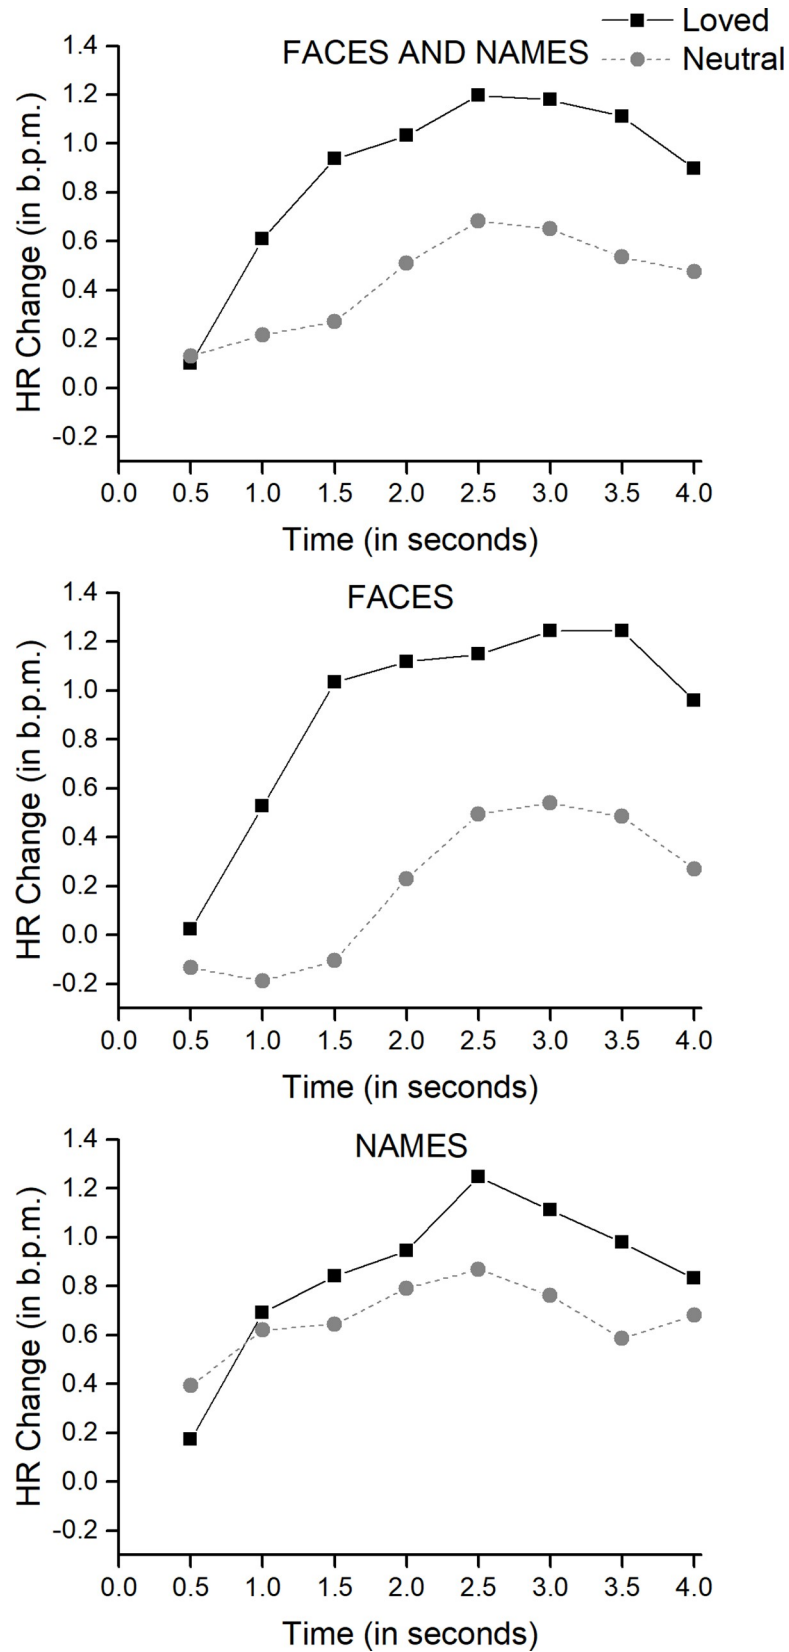 Loved
FACES AND NAMES
Neutral
1.4
1.2
1.0
0.8
0.6
0.4
0.2
0.0
-0.2
HR Change (in b.p.m.)
0.0 0.5 1.0 1.5 2.0 2.5 3.0 3.5 4.0
Time (in seconds)
FACES
1.4
1.2
1.0
0.8
0.6
0.4
0.2
0.0
-0.2
HR Change (in b.p.m.)
0.0 0.5 1.0 1.5 2.0 2.5 3.0 3.5 4.0
Time (in seconds)
NAMES
1.4
1.2
1.0
0.8
0.6
0.4
0.2
0.0
-0.2
HR Change (in b.p.m.)
0.0 0.5 1.0 1.5 2.0 2.5 3.0 3.5 4.0
Time (in seconds)